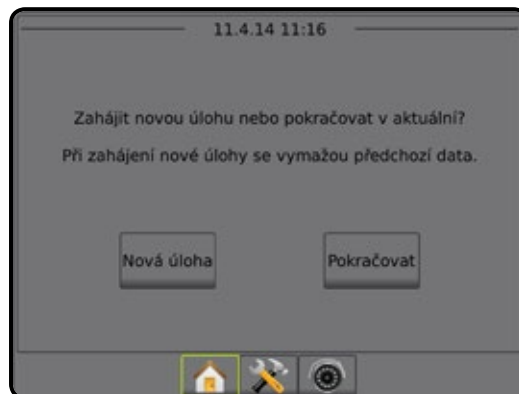 11.4.14 11:16
Zahájit novou úlohu nebo pokračovat v aktuální?
Při zahájení nové úlohy se vymažou předchozí data.
Nová úloha
Pokračovat